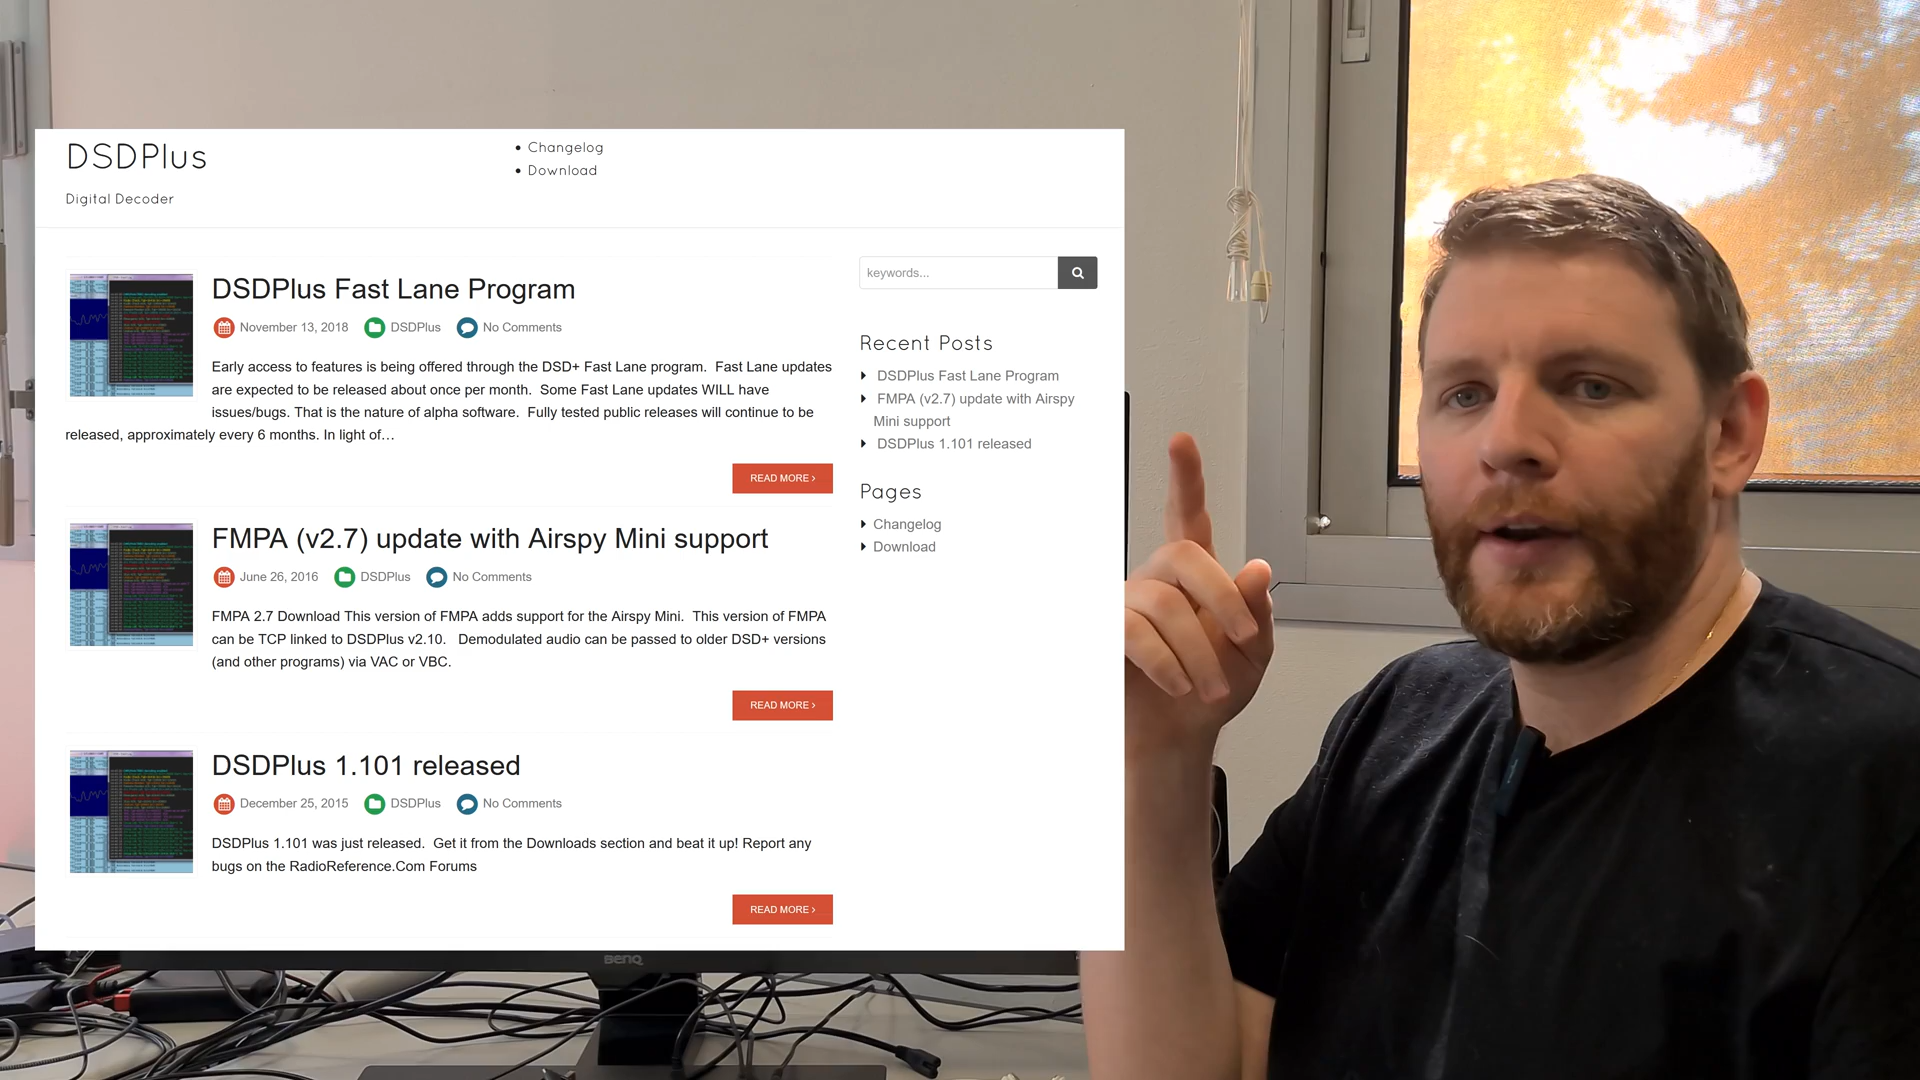 DSDPlus
Digital Decoder
Changelog
Download
DSDPlus Fast Lane Program
November 13, 2018 DSDPlus No Comments
Early access to features is being offered through the DSD+ Fast Lane program. Fast Lane updates
are expected to be released about once per month. Some Fast Lane updates WILL have
issues/bugs. That is the nature of alpha software. Fully tested public releases will continue to be
released, approximately every 6 months. In light of…
READ MORE ›
FMPA (v2.7) update with Airspy Mini support
June 26, 2016 DSDPlus No Comments
FMPA 2.7 Download This version of FMPA adds support for the Airspy Mini. This version of FMPA
can be TCP linked to DSDPlus v2.10. Demodulated audio can be passed to older DSD+ versions
(and other programs) via VAC or VBC.
READ MORE ›
DSDPlus 1.101 released
December 25, 2015 DSDPlus No Comments
DSDPlus 1.101 was just released. Get it from the Downloads section and beat it up! Report any
bugs on the RadioReference.Com Forums
READ MORE ›
keywords...
Recent Posts
DSDPlus Fast Lane Program
FMPA (v2.7) update with Airspy
Mini support
DSDPlus 1.101 released
Pages
Changelog
Download
BenQ